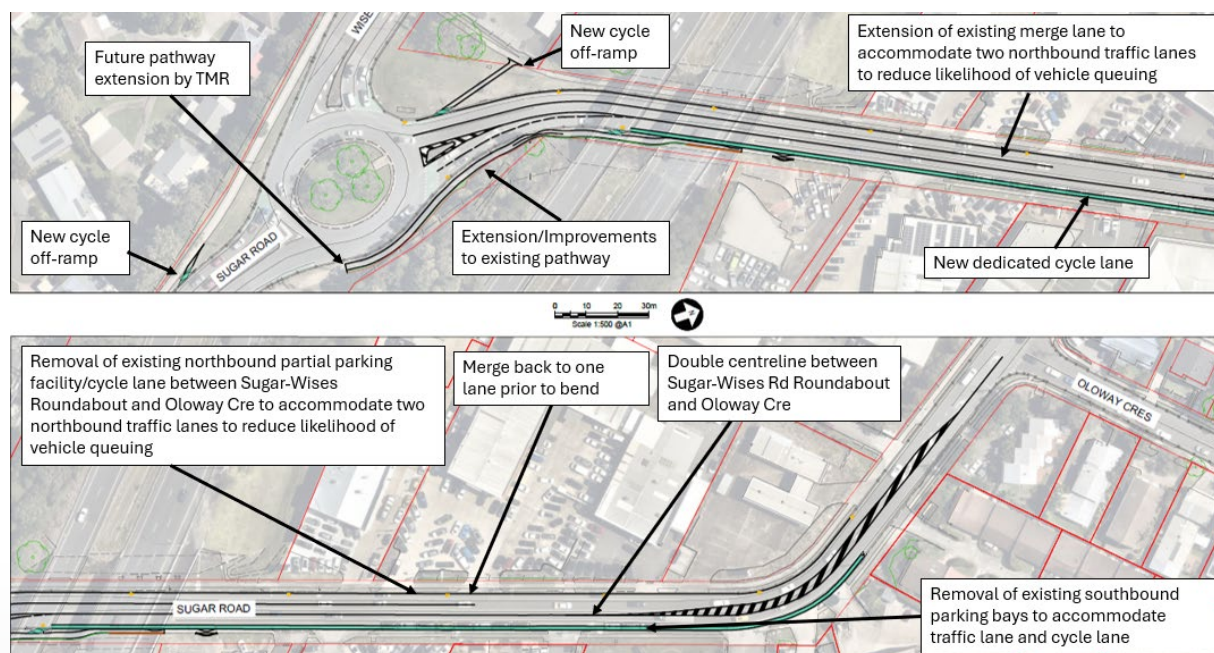 Future pathway
extension by TMR
WISE
New cycle
off-ramp
Extension of existing merge lane to
accommodate two northbound traffic lanes
to reduce likelihood of vehicle queuing
New cycle
off-ramp
SUGAR ROAD
Extension/Improvements
to existing pathway
New dedicated cycle lane
0 10 20 30m
Scale 1:500 @A1
Removal of existing northbound partial parking
facility/cycle lane between Sugar-Wises
Roundabout and Oloway Cre to accommodate two
northbound traffic lanes to reduce likelihood of
vehicle queuing
Merge back to one
lane prior to bend
Double centreline between
Sugar-Wises Rd Roundabout
and Oloway Cre
OLOWAY CRES
SUGAR ROAD
Removal of existing southbound
parking bays to accommodate
traffic lane and cycle lane